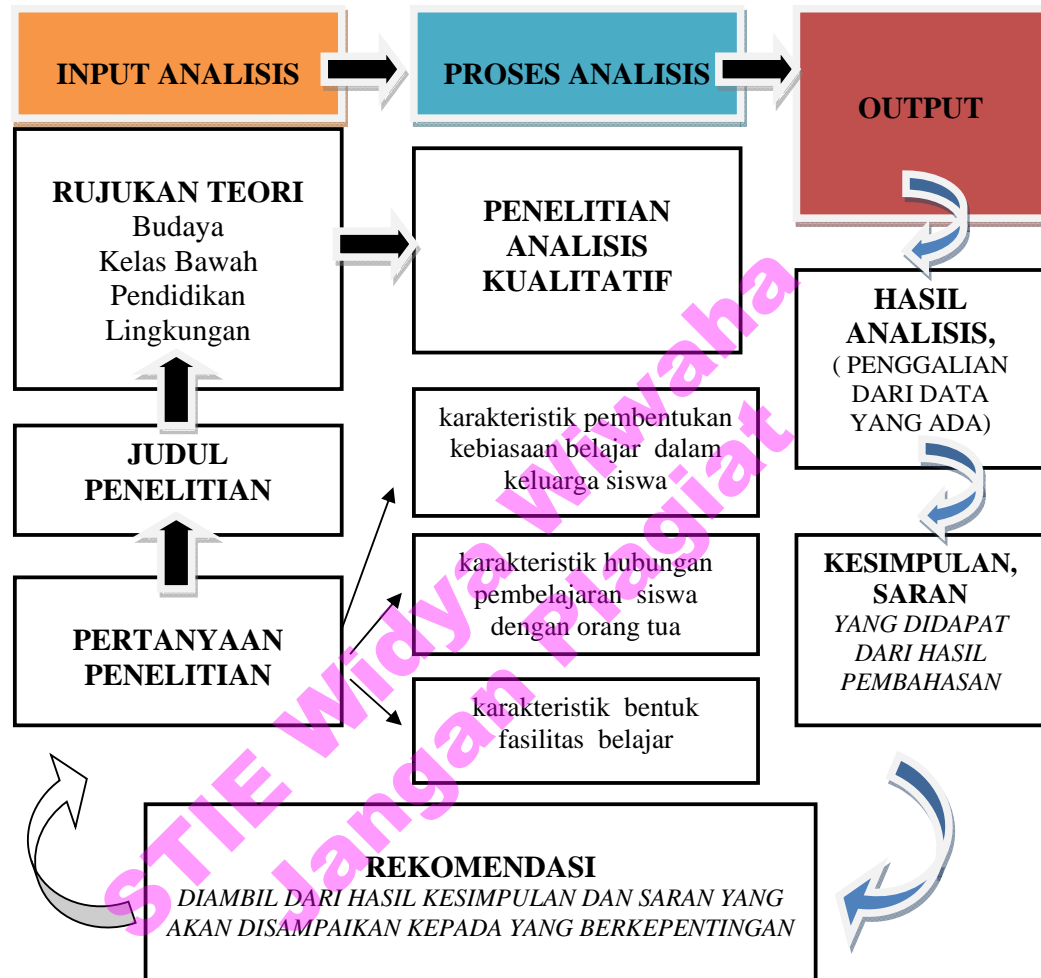 INPUT ANALISIS
PROSES ANALISIS
OUTPUT
RUJUKAN TEORI
Budaya
Kelas Bawah
Pendidikan
Lingkungan
PENELITIAN
ANALISIS
KUALITATIF
HASIL
ANALISIS,
( PENGGALIAN
DARI DATA
YANG ADA)
JUDUL
PENELITIAN
karakteristik pembentukan
kebiasaan belajar dalam
keluarga siswa
PERTANYAAN
PENELITIAN
karakteristik hubungan
pembelajaran siswa
dengan orang tua
karakteristik bentuk
fasilitas belajar
KESIMPULAN,
SARAN
YANG DIDAPAT
DARI HASIL
PEMBAHASAN
REKOMENDASI
DIAMBIL DARI HASIL KESIMPULAN DAN SARAN YANG
AKAN DISAMPAIKAN KEPADA YANG BERKEPENTINGAN
STIE Widya Wiwaha
Jangan Plagiat